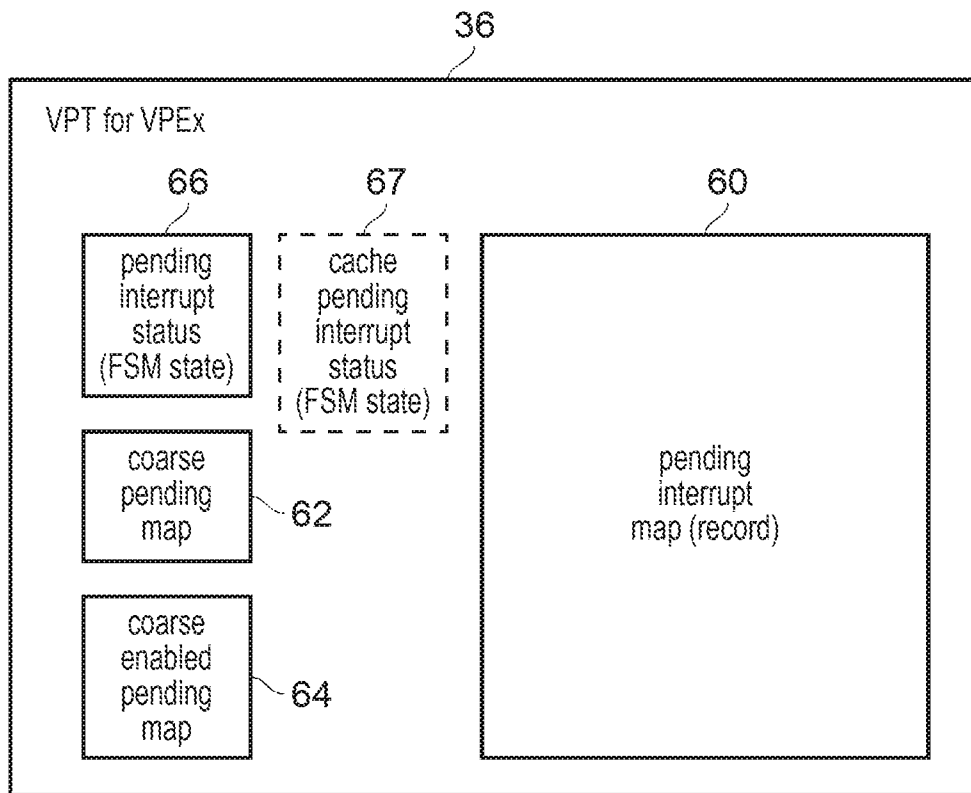 36
VPT for VPEx
66
pending
interrupt
status
(FSM state)
67
cache
pending
interrupt
status
(FSM state)
60
pending
interrupt
map (record)
coarse
pending
map
62
coarse
enabled
pending
map
64